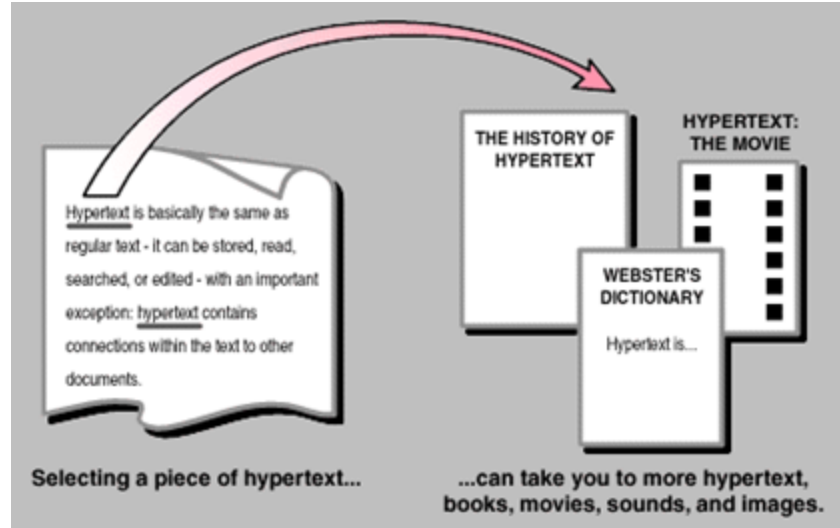 Hypertext is basically the same as
regular text - it can be stored, read,
searched, or edited - with an important
exception: hypertext contains
connections within the text to other
documents.
Selecting a piece of hypertext...
THE HISTORY OF
HYPERTEXT
HYPERTEXT:
THE MOVIE
WEBSTER'S
DICTIONARY
Hypertext is...
...can take you to more hypertext,
books, movies, sounds, and images.